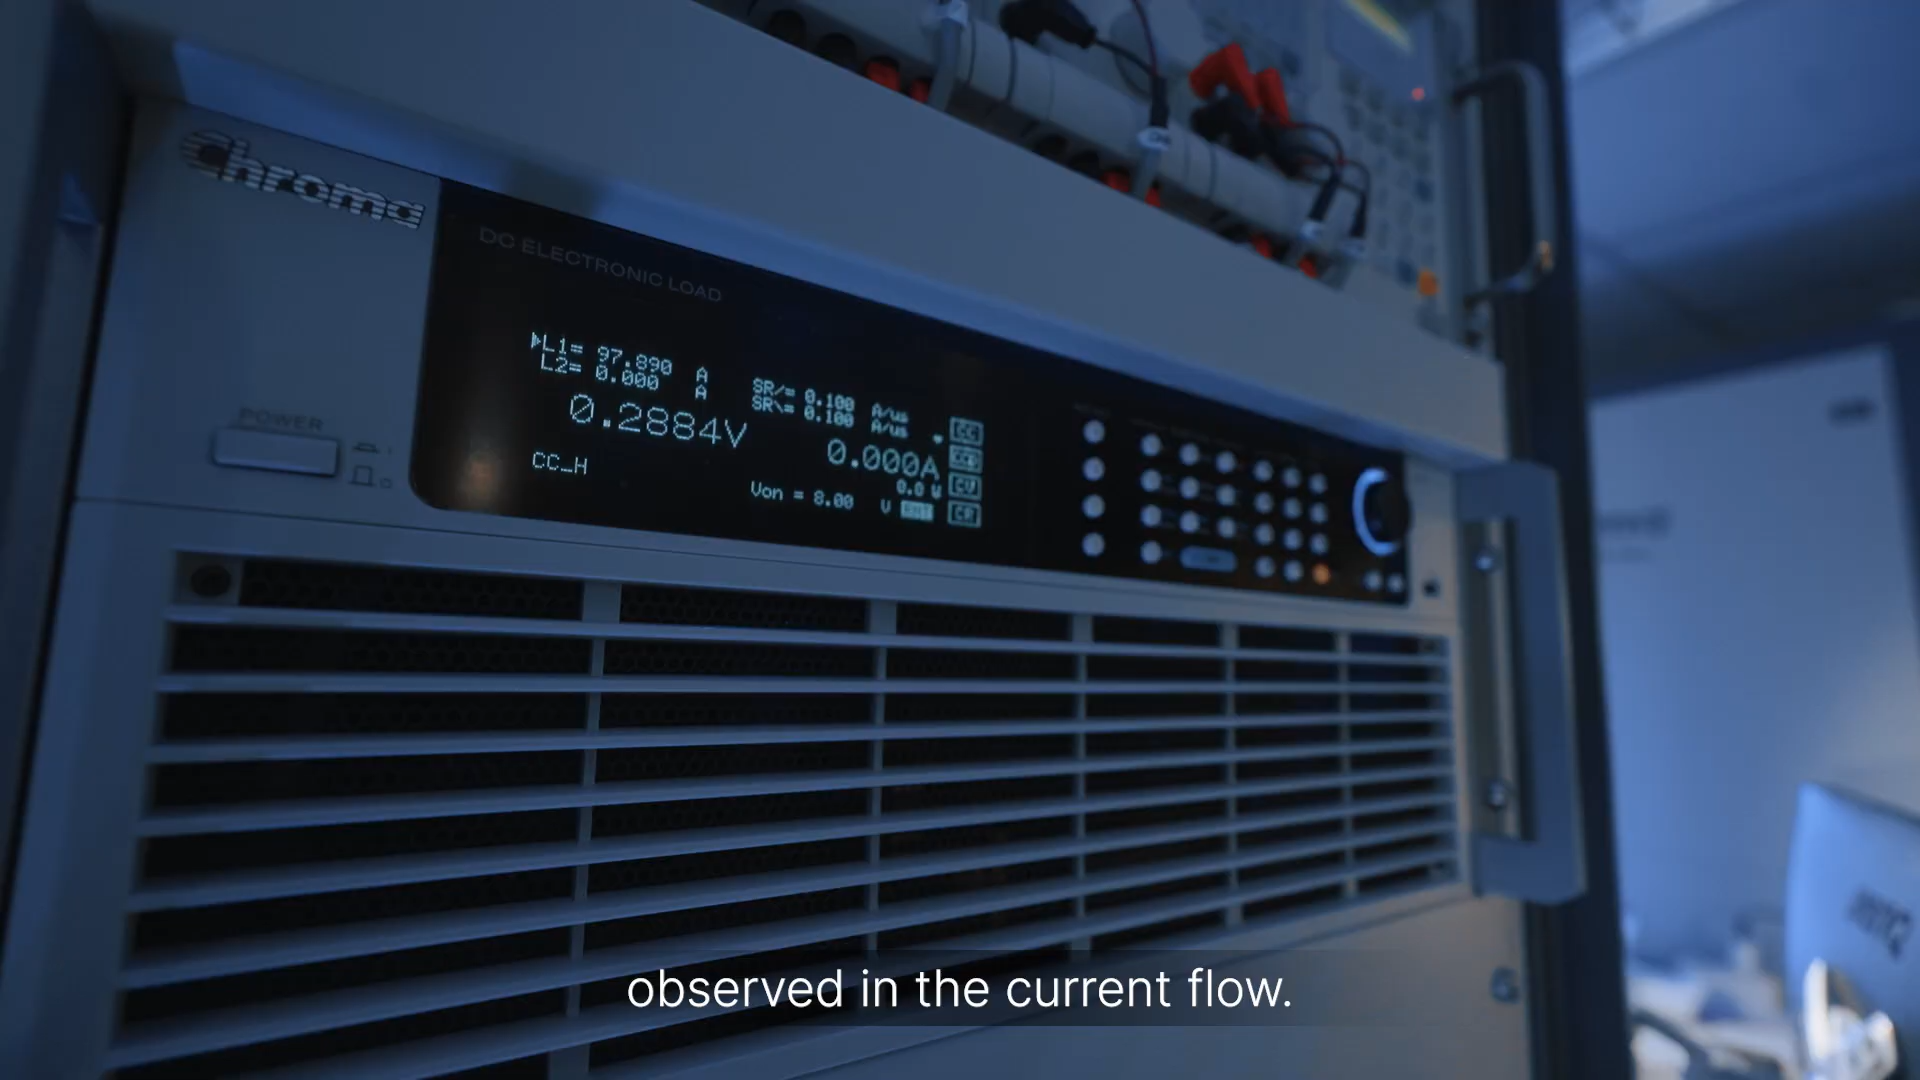 Chroma
DC ELECTRONIC LOAD
L1= 97.890 A
L2= 0.000 A
SR/= 0.100 A/us
SR\= 0.100 A/us
0.2884V
0.000A
0.0 W
CC_H
Von = 8.00 V
CC
CV
CR
POWER
observed in the current flow.